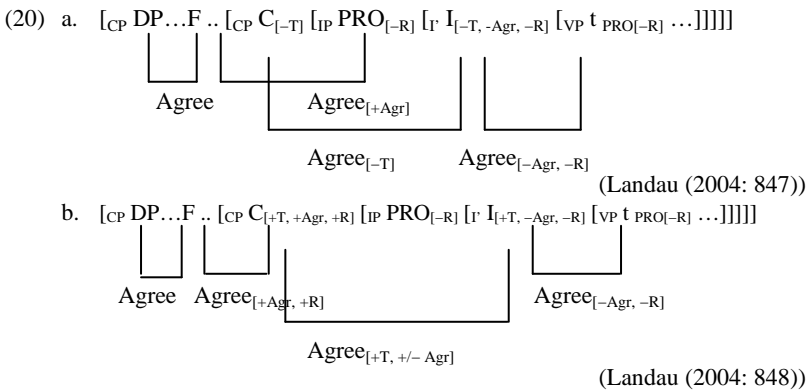 (20) a. [CP DP…F .. [CP C[−T] [IP PRO[−R] [I' I[−T, -Agr, −R] [VP t PRO[−R] …]]]]]
Agree Agree[+Agr]
Agree[−T] Agree[−Agr, −R]
(Landau (2004: 847))
b. [CP DP…F .. [CP C[+T, +Agr, +R] [IP PRO[−R] [I' I[+T, −Agr, −R] [VP t PRO[−R] …]]]]]
Agree Agree[+Agr, +R] Agree[−Agr, −R]
Agree[+T, +/− Agr]
(Landau (2004: 848))